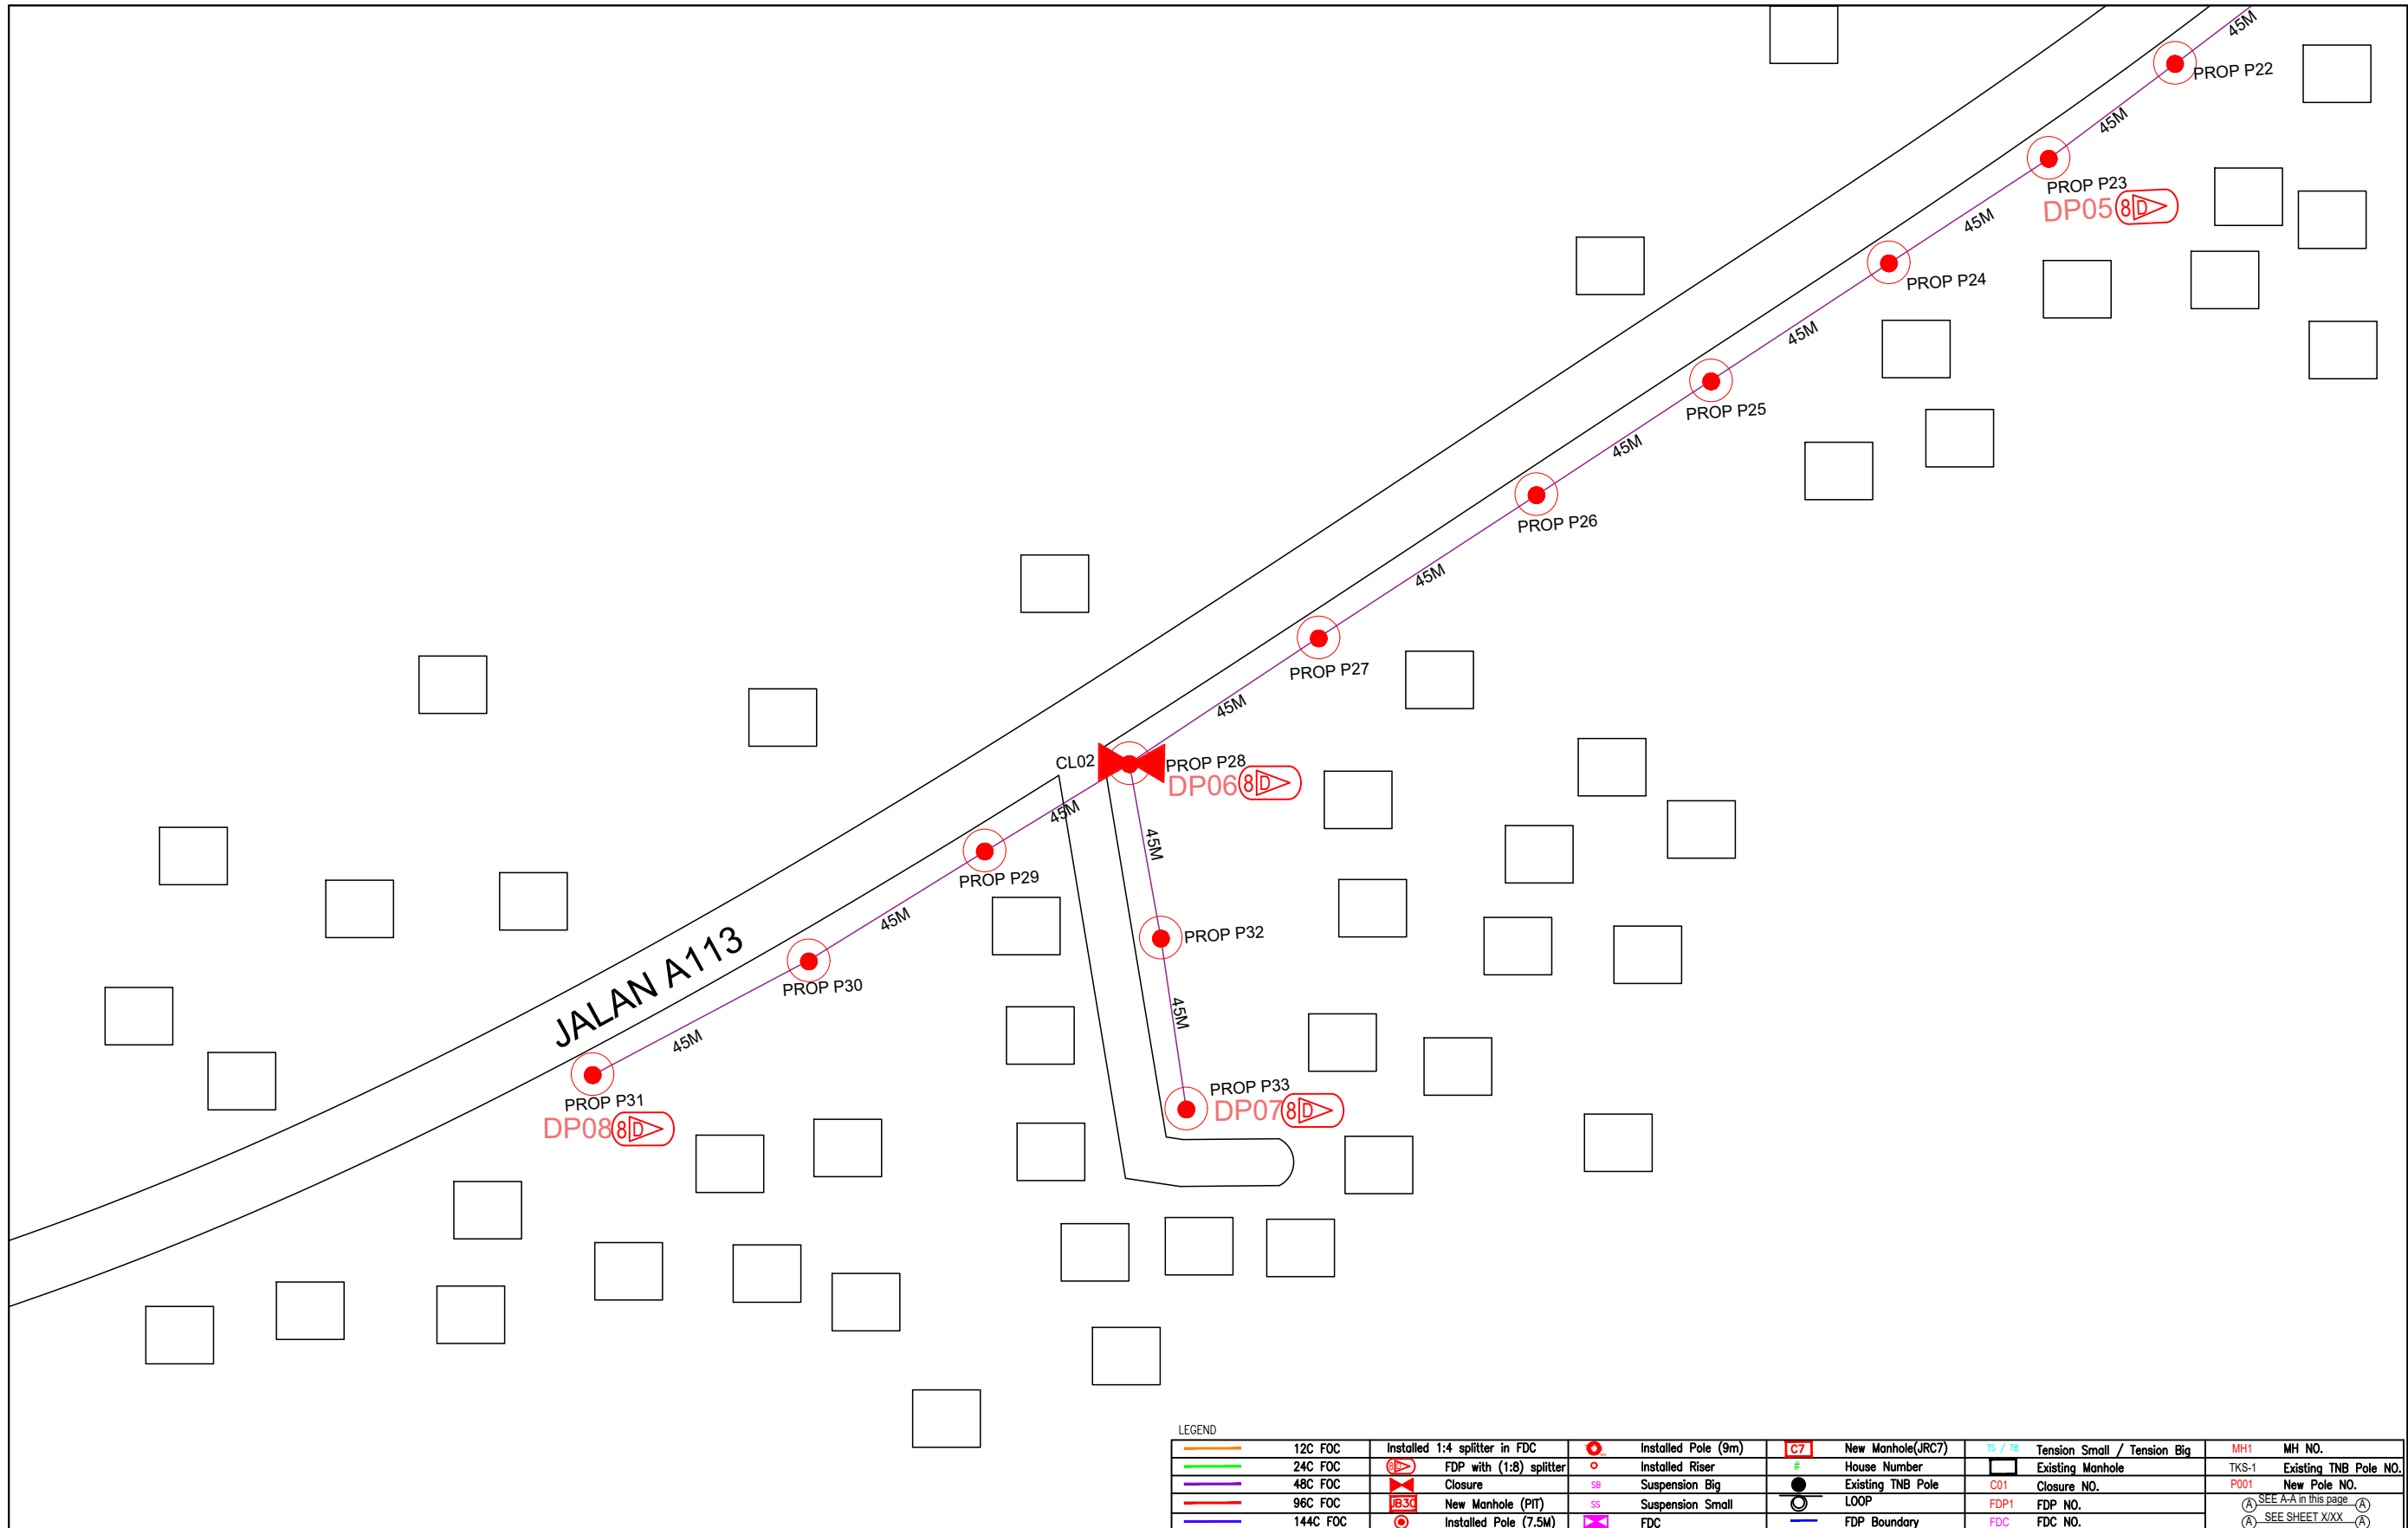 45M
PROP P22
45M
PROP P23
DP05 8D
45M
PROP P24
45M
PROP P25
45M
PROP P26
45M
PROP P27
45M
CL02
PROP P28
DP06 8D
45M
45M
PROP P29
45M
PROP P32
JALAN A113
PROP P30
45M
45M
PROP P31
DP08 8D
PROP P33
DP07 8D
LEGEND
12C FOC
Installed 1:4 splitter in FDC
Installed Pole (9m)
C7 New Manhole(JRC7)
TS / TB Tension Small / Tension Big
MH1 MH NO.
24C FOC
8D FDP with (1:8) splitter
Installed Riser
# House Number
Existing Manhole
TKS-1 Existing TNB Pole NO.
48C FOC
Closure
SB Suspension Big
Existing TNB Pole
C01 Closure NO.
P001 New Pole NO.
96C FOC
JB30 New Manhole (PIT)
SS Suspension Small
LOOP
FDP1 FDP NO.
A SEE A-A in this page A
144C FOC
Installed Pole (7.5M)
FDC
FDP Boundary
FDC FDC NO.
A SEE SHEET X/XX A